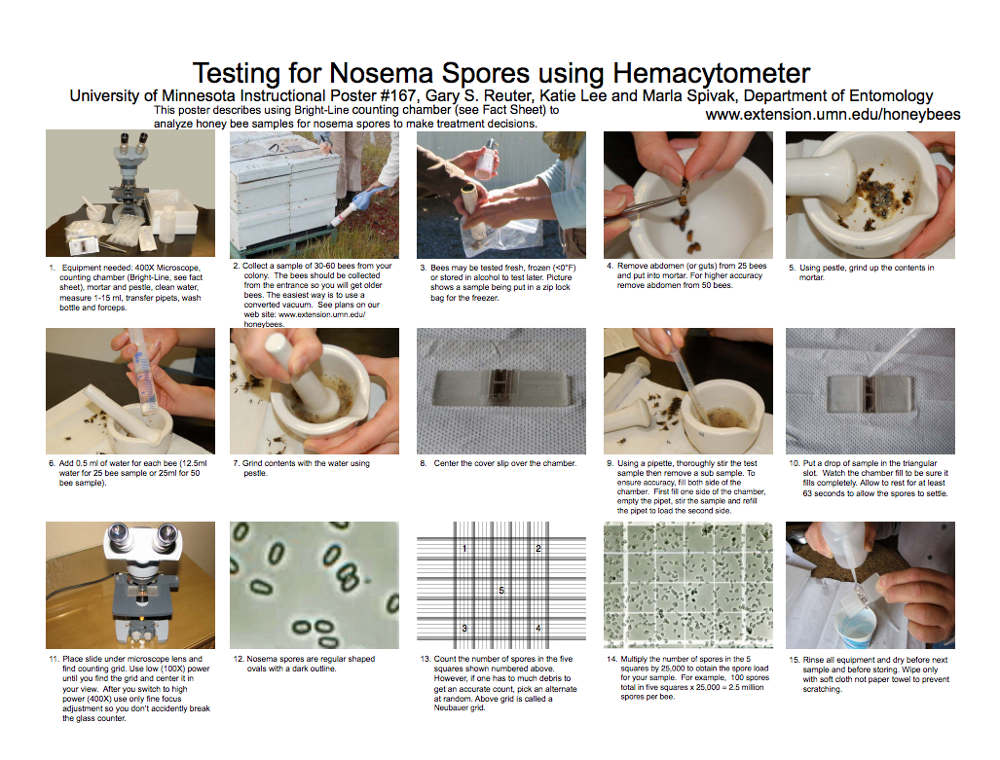 Testing for Nosema Spores using Hemacytometer
University of Minnesota Instructional Poster #167, Gary S. Reuter, Katie Lee and Marla Spivak, Department of Entomology
This poster describes using Bright-Line counting chamber (see Fact Sheet) to
analyze honey bee samples for nosema spores to make treatment decisions.
www.extension.umn.edu/honeybees
1. Equipment needed: 400X Microscope,
counting chamber (Bright-Line, see fact
sheet), mortar and pestle, clean water,
measure 1-15 ml, transfer pipets, wash
bottle and forceps.
2. Collect a sample of 30-60 bees from your
colony. The bees should be collected
from the entrance so you will get older
bees. The easiest way is to use a
converted vacuum. See plans on our
web site: www.extension.umn.edu/
honeybees.
3. Bees may be tested fresh, frozen (<0°F)
or stored in alcohol to test later. Picture
shows a sample being put in a zip lock
bag for the freezer.
4. Remove abdomen (or guts) from 25 bees
and put into mortar. For higher accuracy
remove abdomen from 50 bees.
5. Using pestle, grind up the contents in
mortar.
6. Add 0.5 ml of water for each bee (12.5ml
water for 25 bee sample or 25ml for 50
bee sample).
7. Grind contents with the water using
pestle.
8. Center the cover slip over the chamber.
9. Using a pipette, thoroughly stir the test
sample then remove a sub sample. To
ensure accuracy, fill both side of the
chamber. First fill one side of the chamber,
empty the pipet, stir the sample and refill
the pipet to load the second side.
10. Put a drop of sample in the triangular
slot. Watch the chamber fill to be sure it
fills completely. Allow to rest for at least
63 seconds to allow the spores to settle.
1
2
5
3
4
11. Place slide under microscope lens and
find counting grid. Use low (100X) power
until you find the grid and center it in
your view. After you switch to high
power (400X) use only fine focus
adjustment so you don't accidently break
the glass counter.
12. Nosema spores are regular shaped
ovals with a dark outline.
13. Count the number of spores in the five
squares shown numbered above.
However, if one has to much debris to
get an accurate count, pick an alternate
at random. Above grid is called a
Neubauer grid.
14. Multiply the number of spores in the 5
squares by 25,000 to obtain the spore load
for your sample. For example, 100 spores
total in five squares x 25,000 = 2.5 million
spores per bee.
15. Rinse all equipment and dry before next
sample and before storing. Wipe only
with soft cloth not paper towel to prevent
scratching.